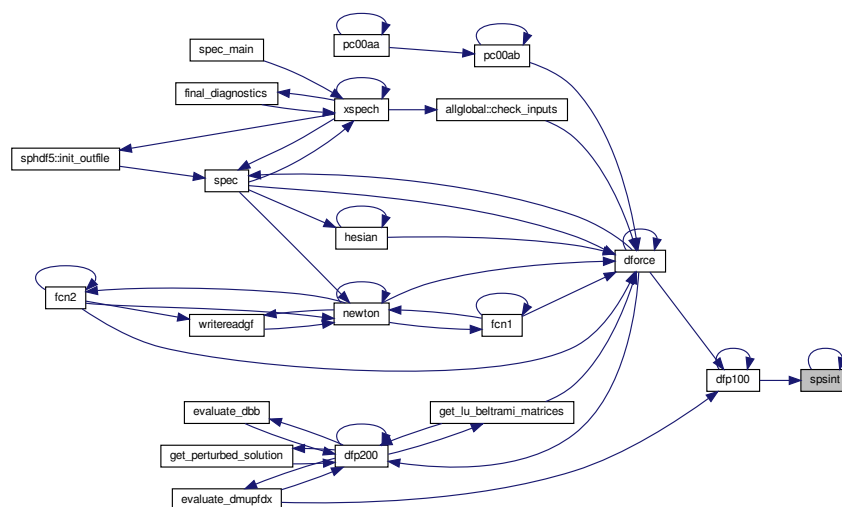 pc00aa
pc00ab
spec_main
final_diagnostics
xspech
allglobal::check_inputs
sphdf5::init_outfile
spec
hesian
dforce
fcn2
writereadgf
newton
fcn1
dfp100
spsint
evaluate_dbb
get_lu_beltrami_matrices
get_perturbed_solution
dfp200
evaluate_dmupfdx